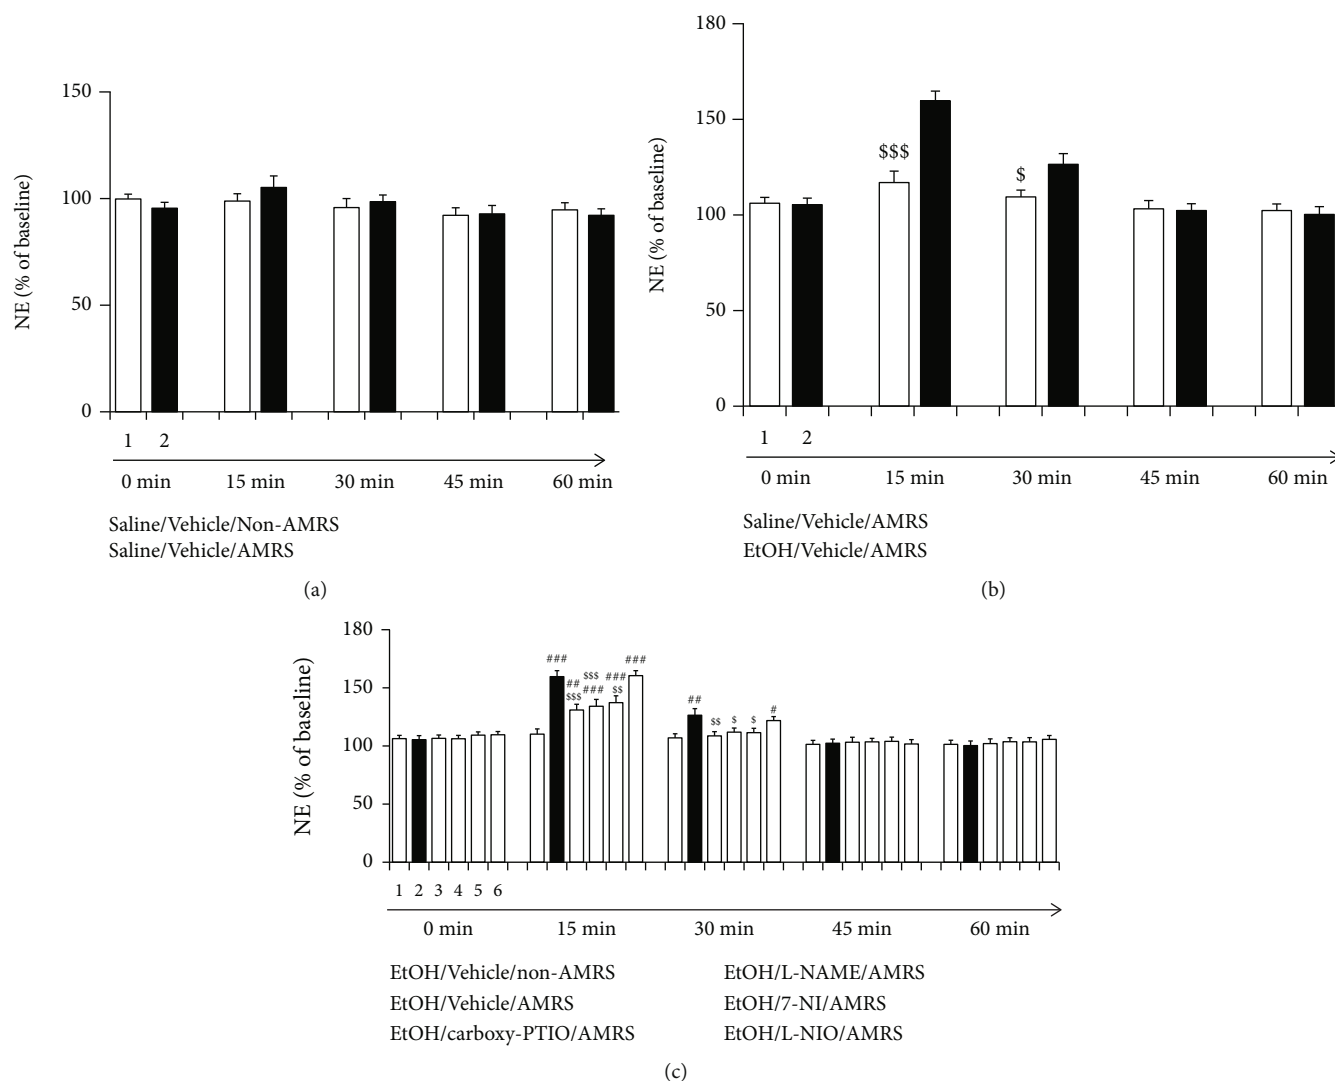 150
100
50
0
NE (% of baseline)
1 2
0 min 15 min 30 min 45 min 60 min
Saline/Vehicle/Non-AMRS
Saline/Vehicle/AMRS
(a)
180
150
100
50
0
NE (% of baseline)
$$$
$
1 2
0 min 15 min 30 min 45 min 60 min
Saline/Vehicle/AMRS
EtOH/Vehicle/AMRS
(b)
180
150
100
50
0
NE (% of baseline)
### $$$ ### ###
## ### $$
$$$
## $$ $ $ #
1 2 3 4 5 6
0 min 15 min 30 min 45 min 60 min
EtOH/Vehicle/non-AMRS
EtOH/Vehicle/AMRS
EtOH/carboxy-PTIO/AMRS
EtOH/L-NAME/AMRS
EtOH/7-NI/AMRS
EtOH/L-NIO/AMRS
(c)